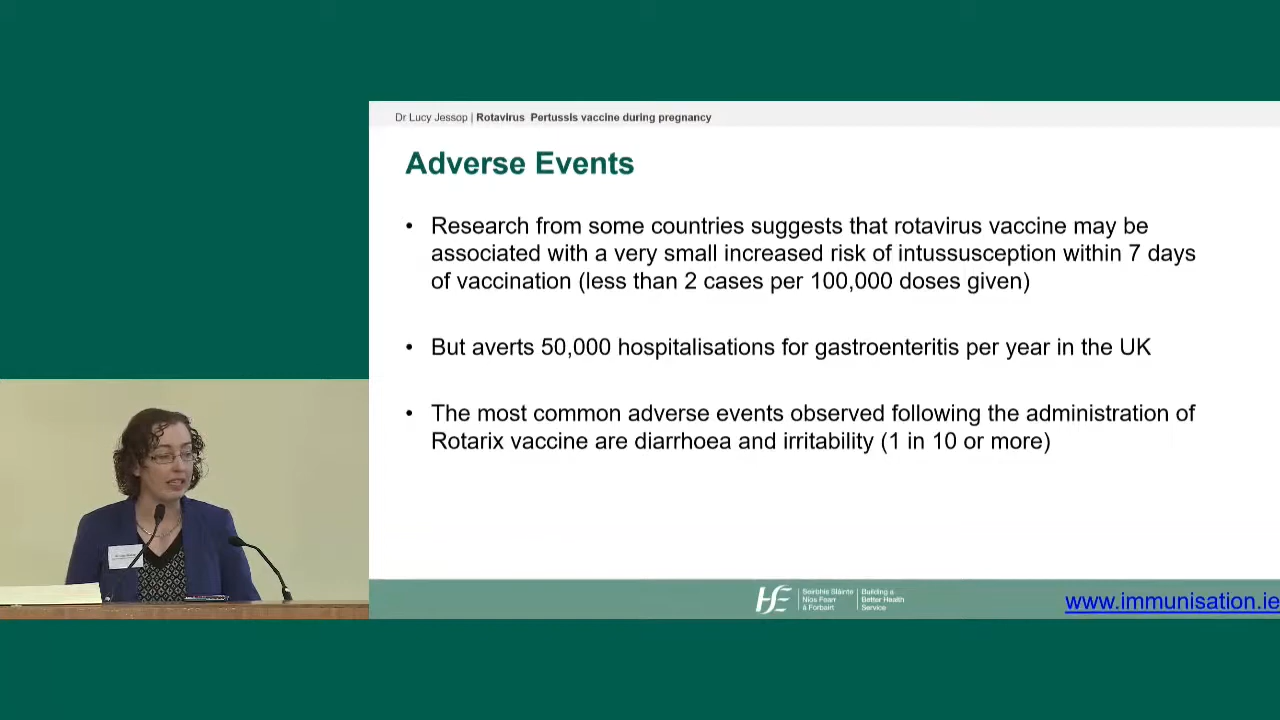 Dr Lucy Jessop | Rotavirus Pertussis vaccine during pregnancy
Adverse Events
• Research from some countries suggests that rotavirus vaccine may be
associated with a very small increased risk of intussusception within 7 days
of vaccination (less than 2 cases per 100,000 doses given)
• But averts 50,000 hospitalisations for gastroenteritis per year in the UK
• The most common adverse events observed following the administration of
Rotarix vaccine are diarrhoea and irritability (1 in 10 or more)
Seirbhís Sláinte
Níos Fearr
á Forbairt
Building a
Better Health
Service
www.immunisation.ie